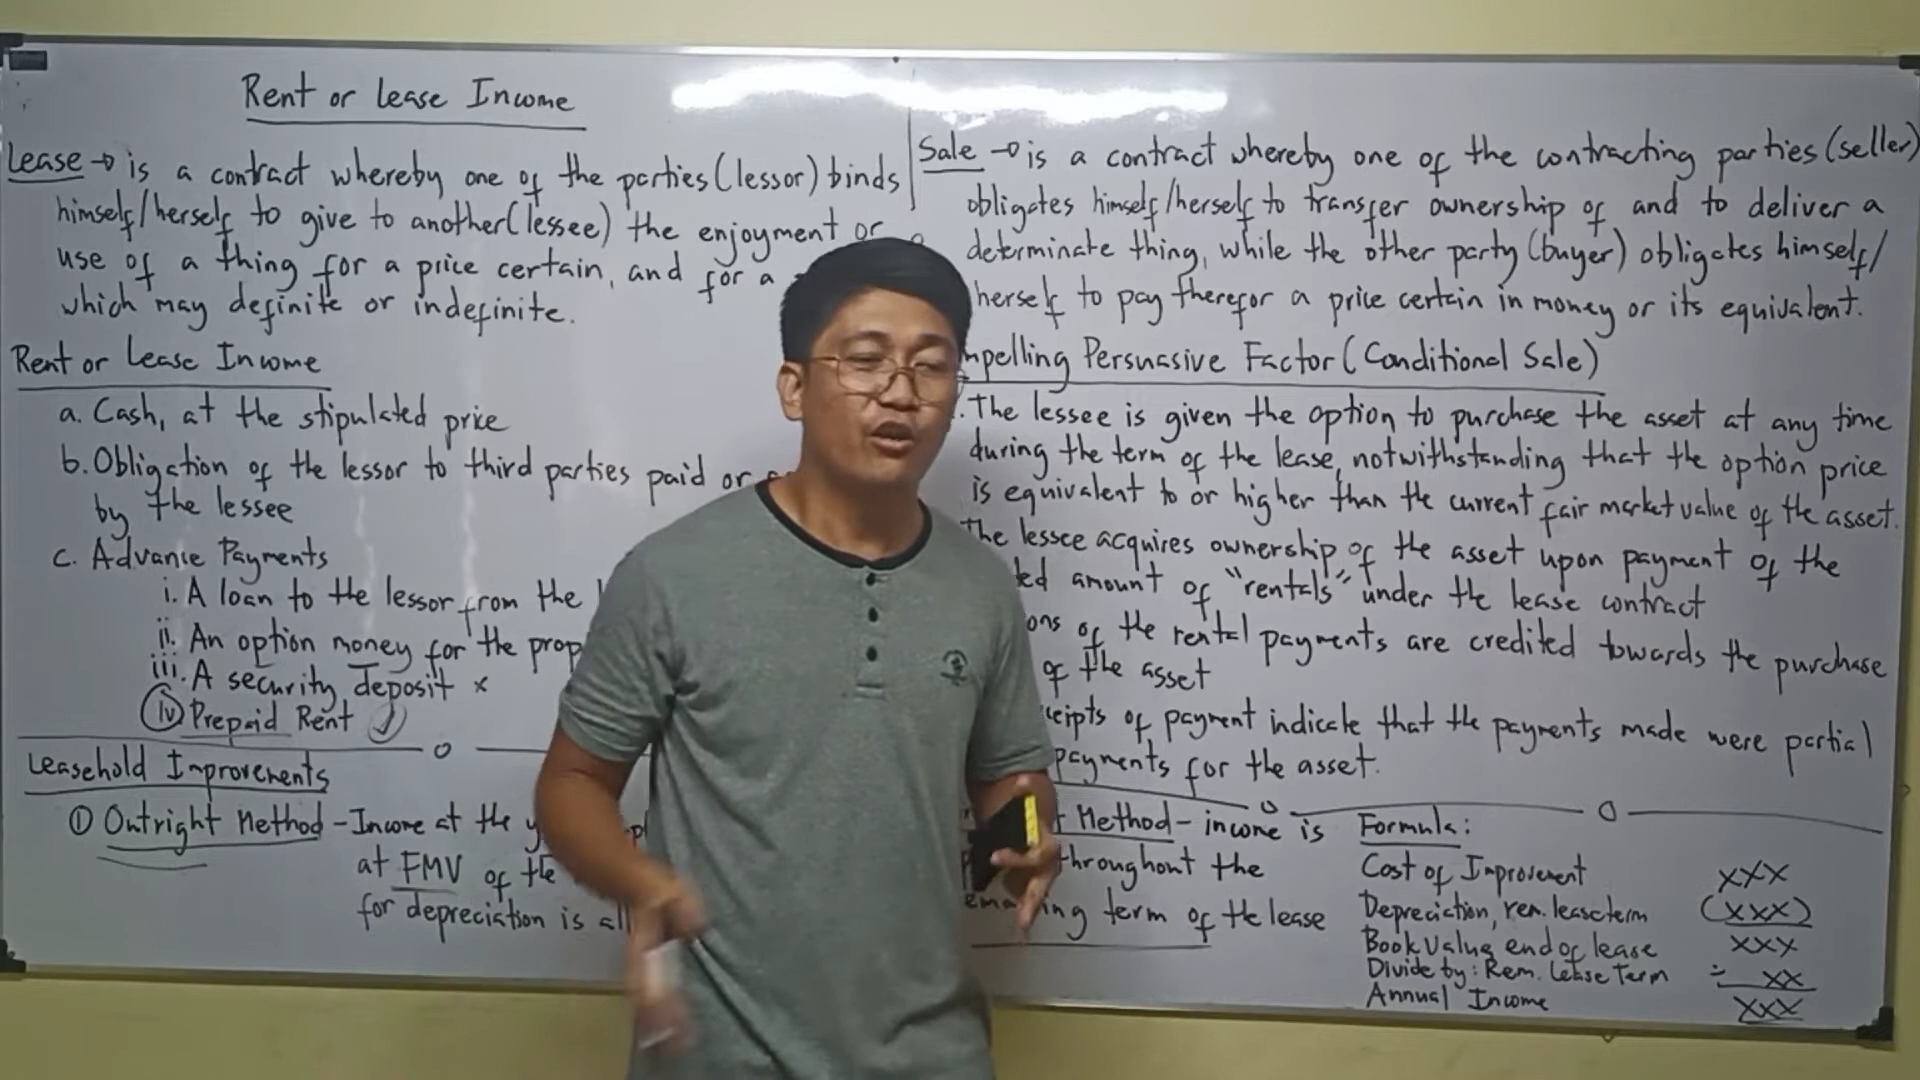 Rent or Lease Income
Lease → is a contract whereby one of the parties (lessor) binds
himself/herself to give to another (lessee) the enjoyment or
use of a thing for a price certain, and for a
which may definite or indefinite.
Rent or Lease Income
a. Cash, at the stipulated price
b. Obligation of the lessor to third parties paid or
by the lessee
c. Advance Payments
i. A loan to the lessor from the
ii. An option money for the
iii. A security Deposit x
iv Prepaid Rent ✓
Leasehold Improvements
① Outright Method - Income at the
at FMV of the
for depreciation is
Sale → is a contract whereby one of the contracting parties (seller)
obligates himself/herself to transfer ownership of and to deliver a
determinate thing, while the other party (buyer) obligates himself/
herself to pay therefor a price certain in money or its equivalent.
Persuasive Factor (Conditional Sale)
The lessee is given the option to purchase the asset at any time
during the term of the lease, notwithstanding that the option price
is equivalent to or higher than the current fair market value of the asset.
The lessee acquires ownership of the asset upon payment of the
amount of "rentals" under the lease contract
of the rental payments are credited towards the purchase
of the asset
of payment indicate that the payments made were partial
payments for the asset.
Method - income is
throughout the
term of the lease
Formula:
Cost of Improvement xxx
Depreciation, rem. lease term (xxx)
Book Value, end of lease xxx
Divide by: Rem. Lease Term ÷ xx
Annual Income xxx